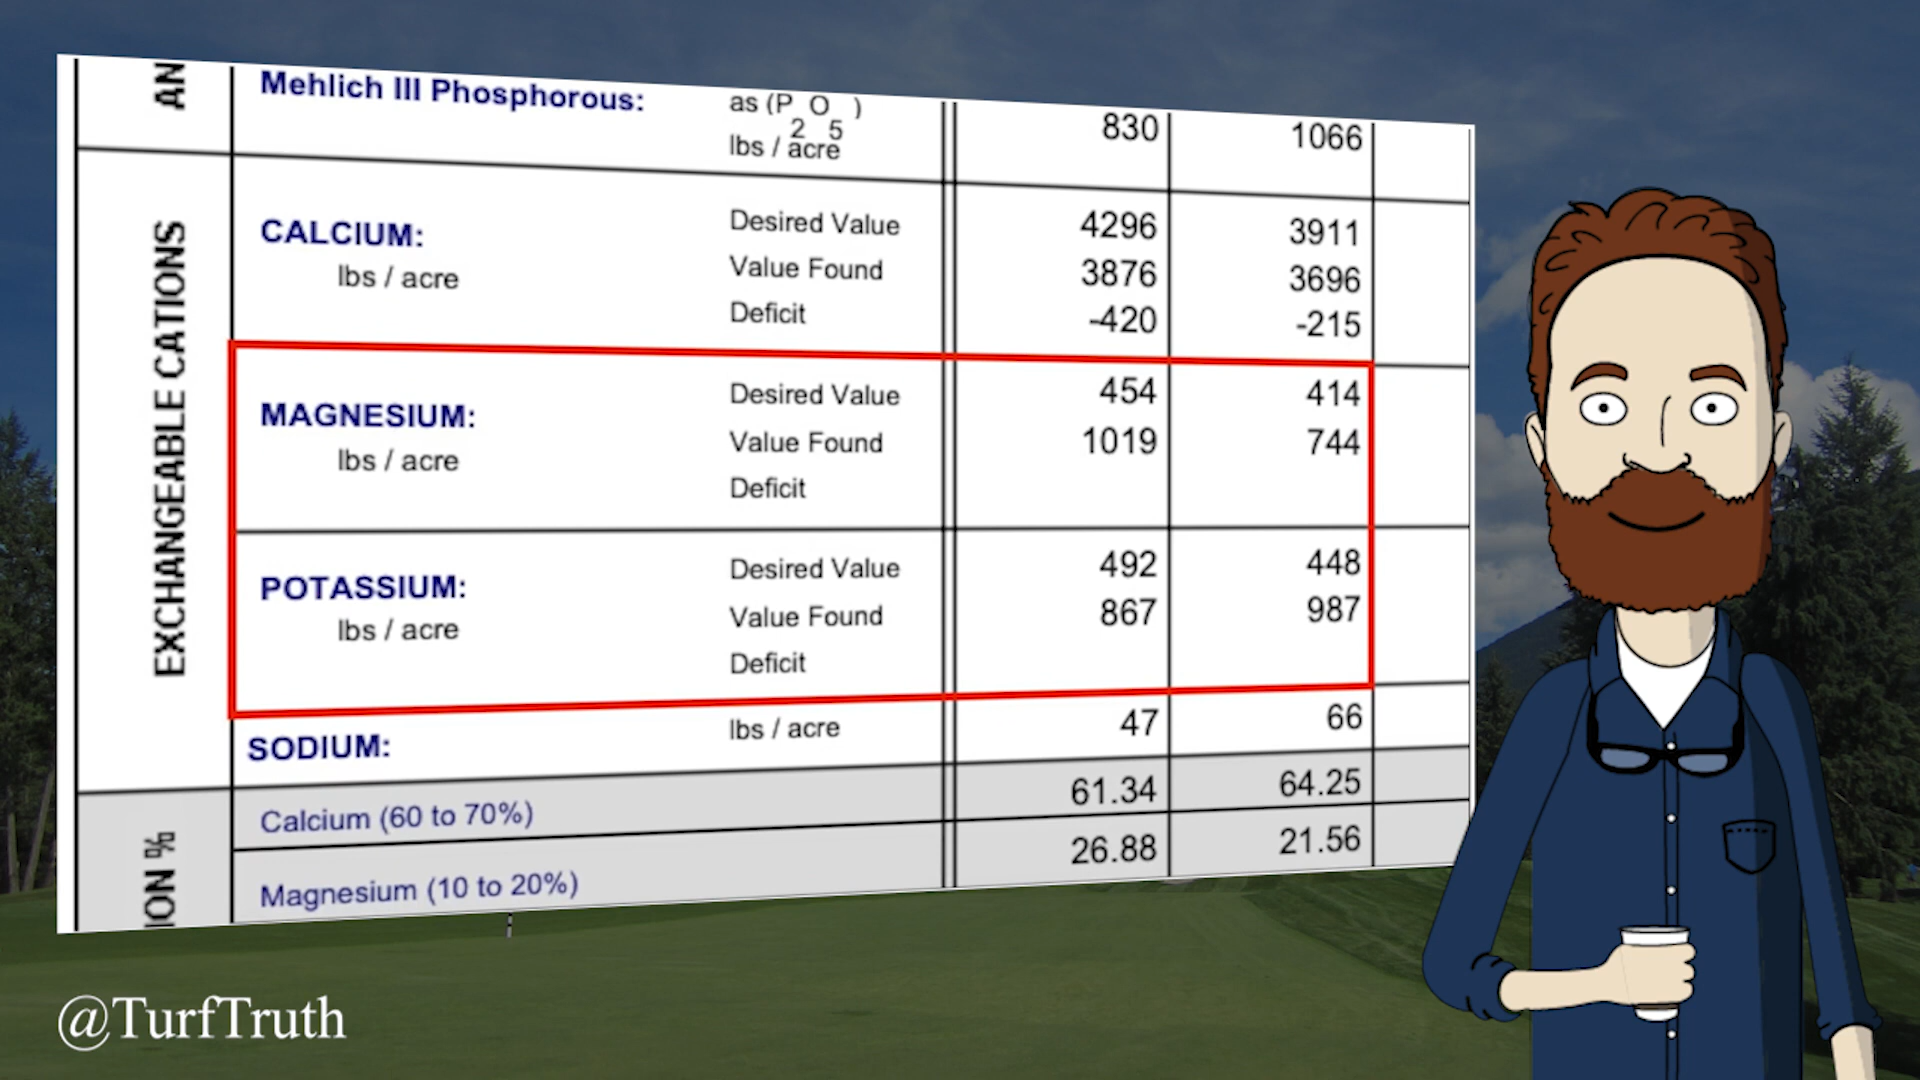 AN
Mehlich III Phosphorous:
as (P2O5)
lbs / acre
830
1066
EXCHANGEABLE CATIONS
CALCIUM:
lbs / acre
Desired Value 4296 3911
Value Found 3876 3696
Deficit -420 -215
MAGNESIUM:
lbs / acre
Desired Value 454 414
Value Found 1019 744
Deficit
POTASSIUM:
lbs / acre
Desired Value 492 448
Value Found 867 987
Deficit
SODIUM: lbs / acre 47 66
ION %
Calcium (60 to 70%) 61.34 64.25
Magnesium (10 to 20%) 26.88 21.56
@TurfTruth